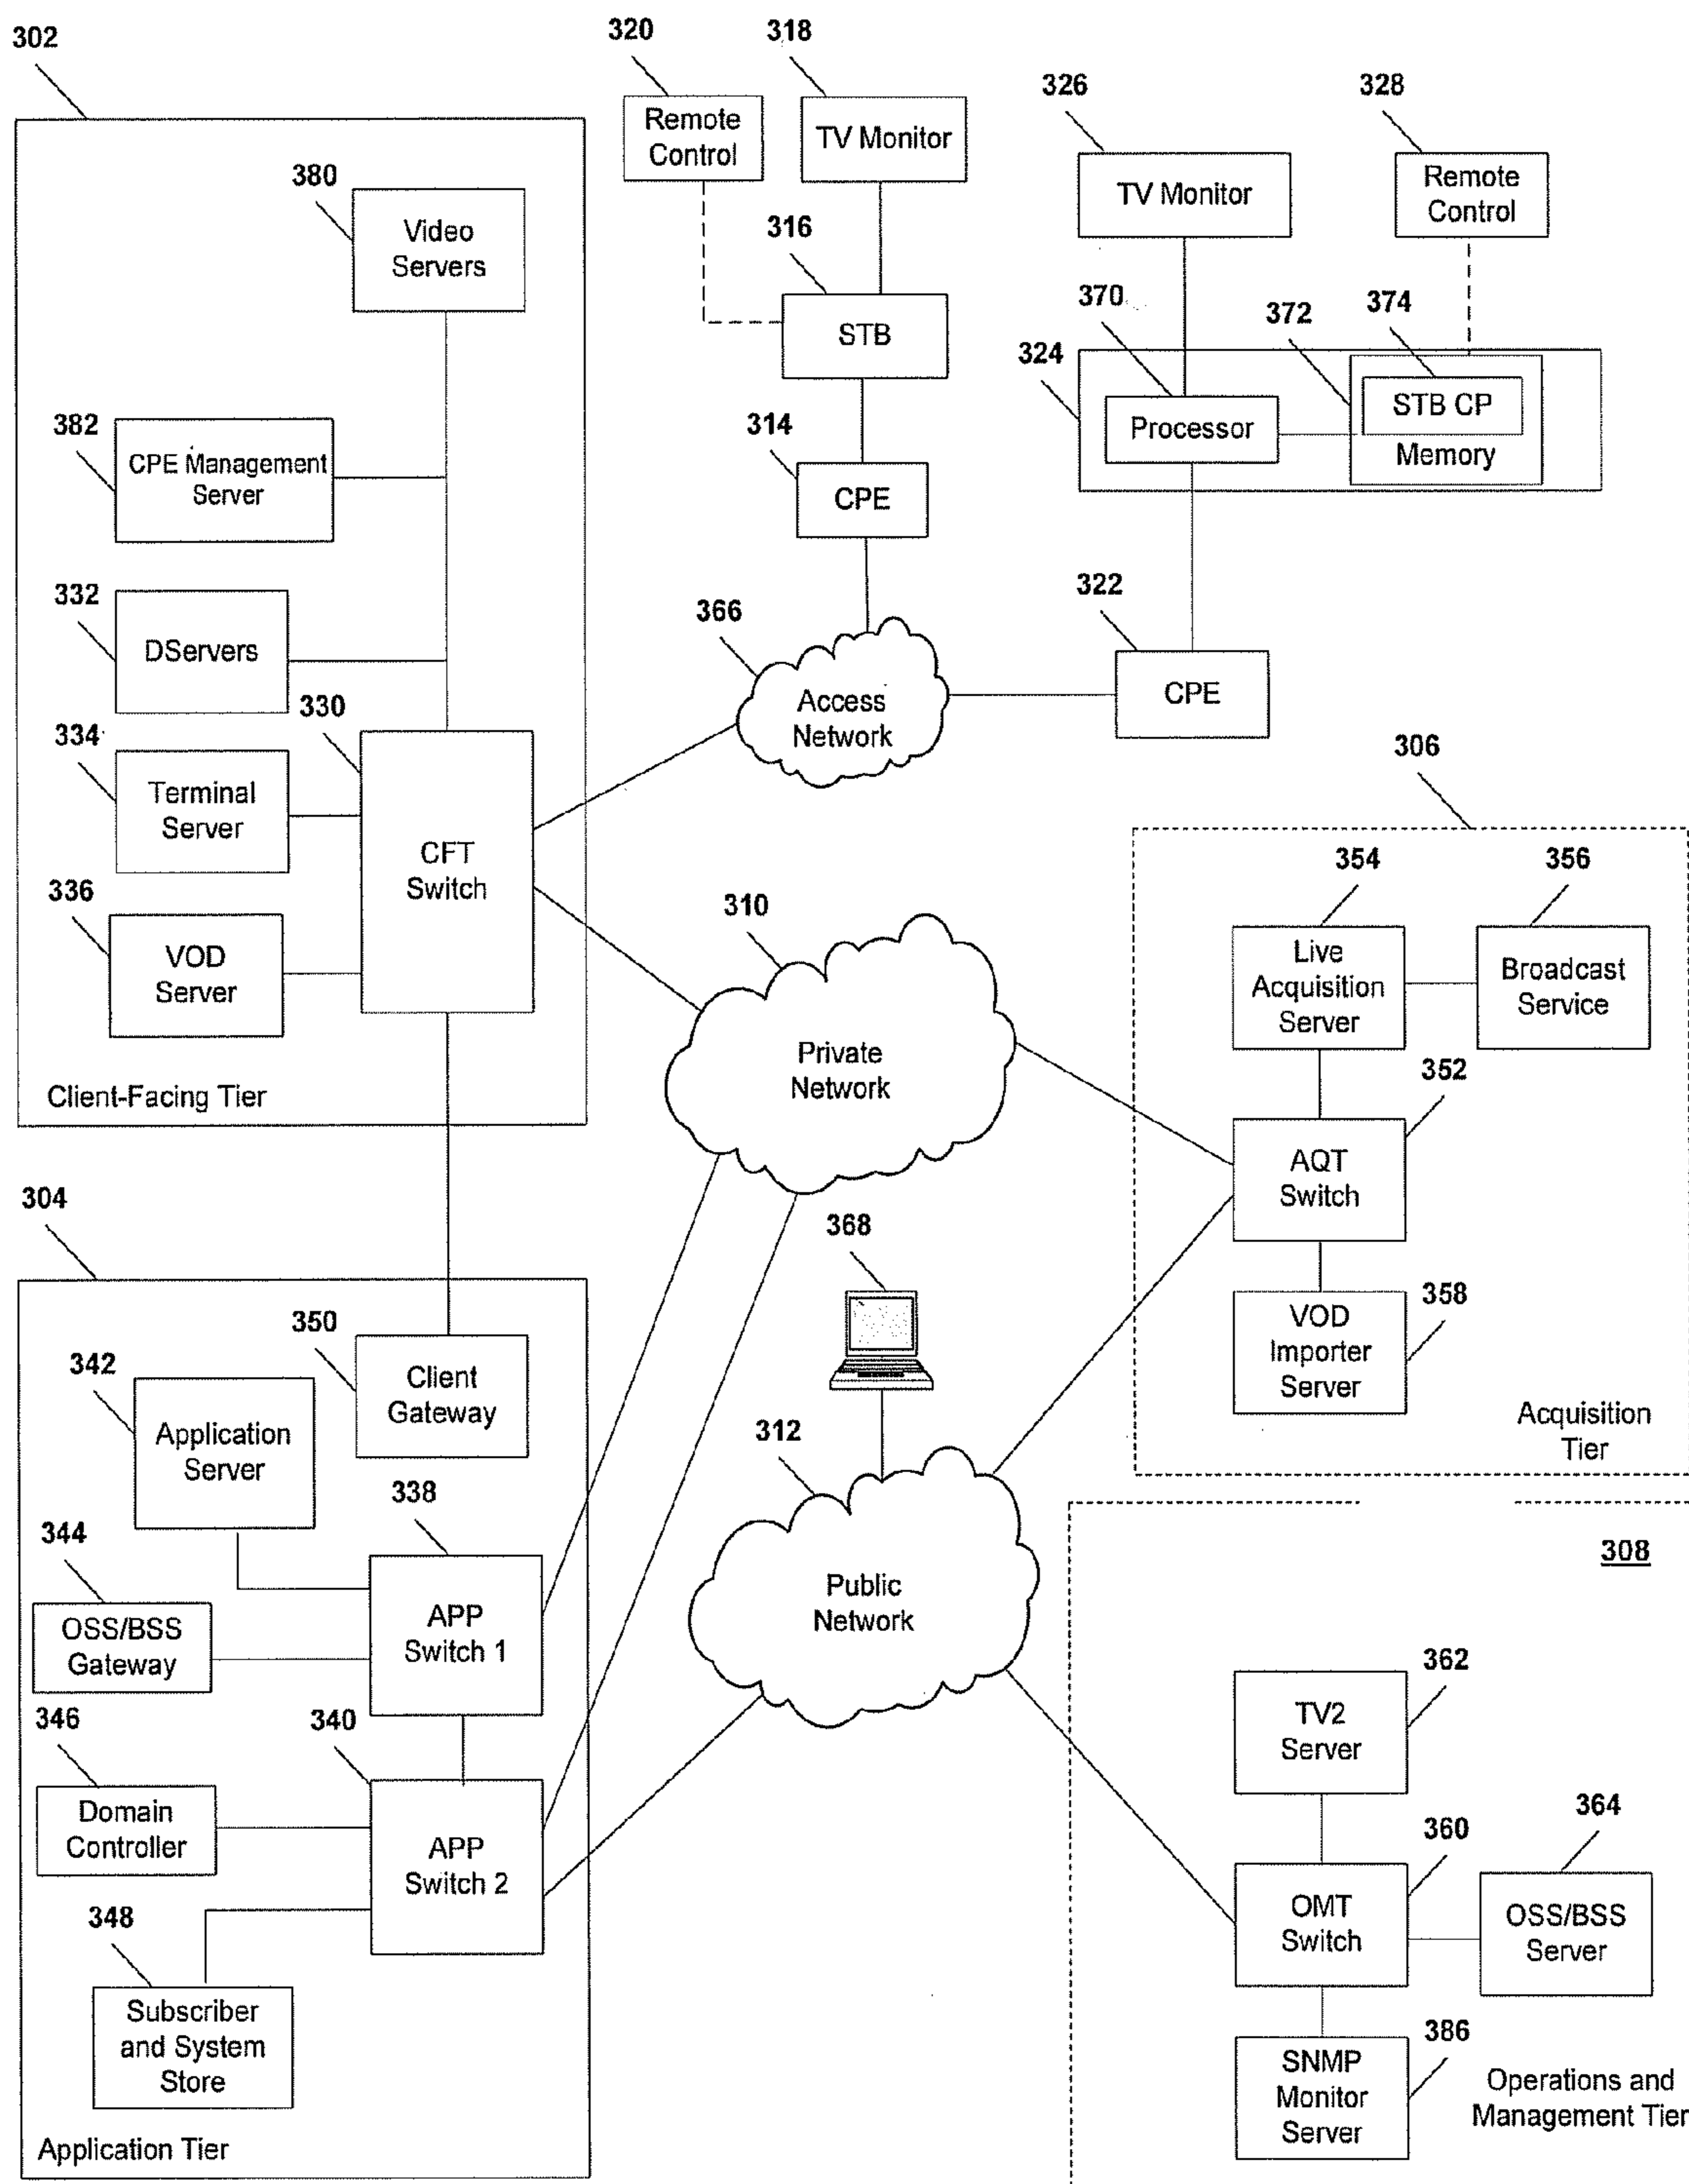 302
320
318
326
328
Remote
Control
TV Monitor
TV Monitor
Remote
Control
380
Video
Servers
316
STB
370
372
374
324
Processor
STB CP
Memory
382
CPE Management
Server
314
CPE
332
DServers
366
Access
Network
322
CPE
330
334
Terminal
Server
CFT
Switch
336
VOD
Server
Client-Facing Tier
306
354
356
Live
Acquisition
Server
Broadcast
Service
310
Private
Network
352
AQT
Switch
358
VOD
Importer
Server
Acquisition
Tier
304
368
350
Client
Gateway
342
Application
Server
312
Public
Network
338
344
OSS/BSS
Gateway
APP
Switch 1
346
340
Domain
Controller
APP
Switch 2
348
Subscriber
and System
Store
Application Tier
308
362
TV2
Server
360
364
OMT
Switch
OSS/BSS
Server
386
SNMP
Monitor
Server
Operations and
Management Tier